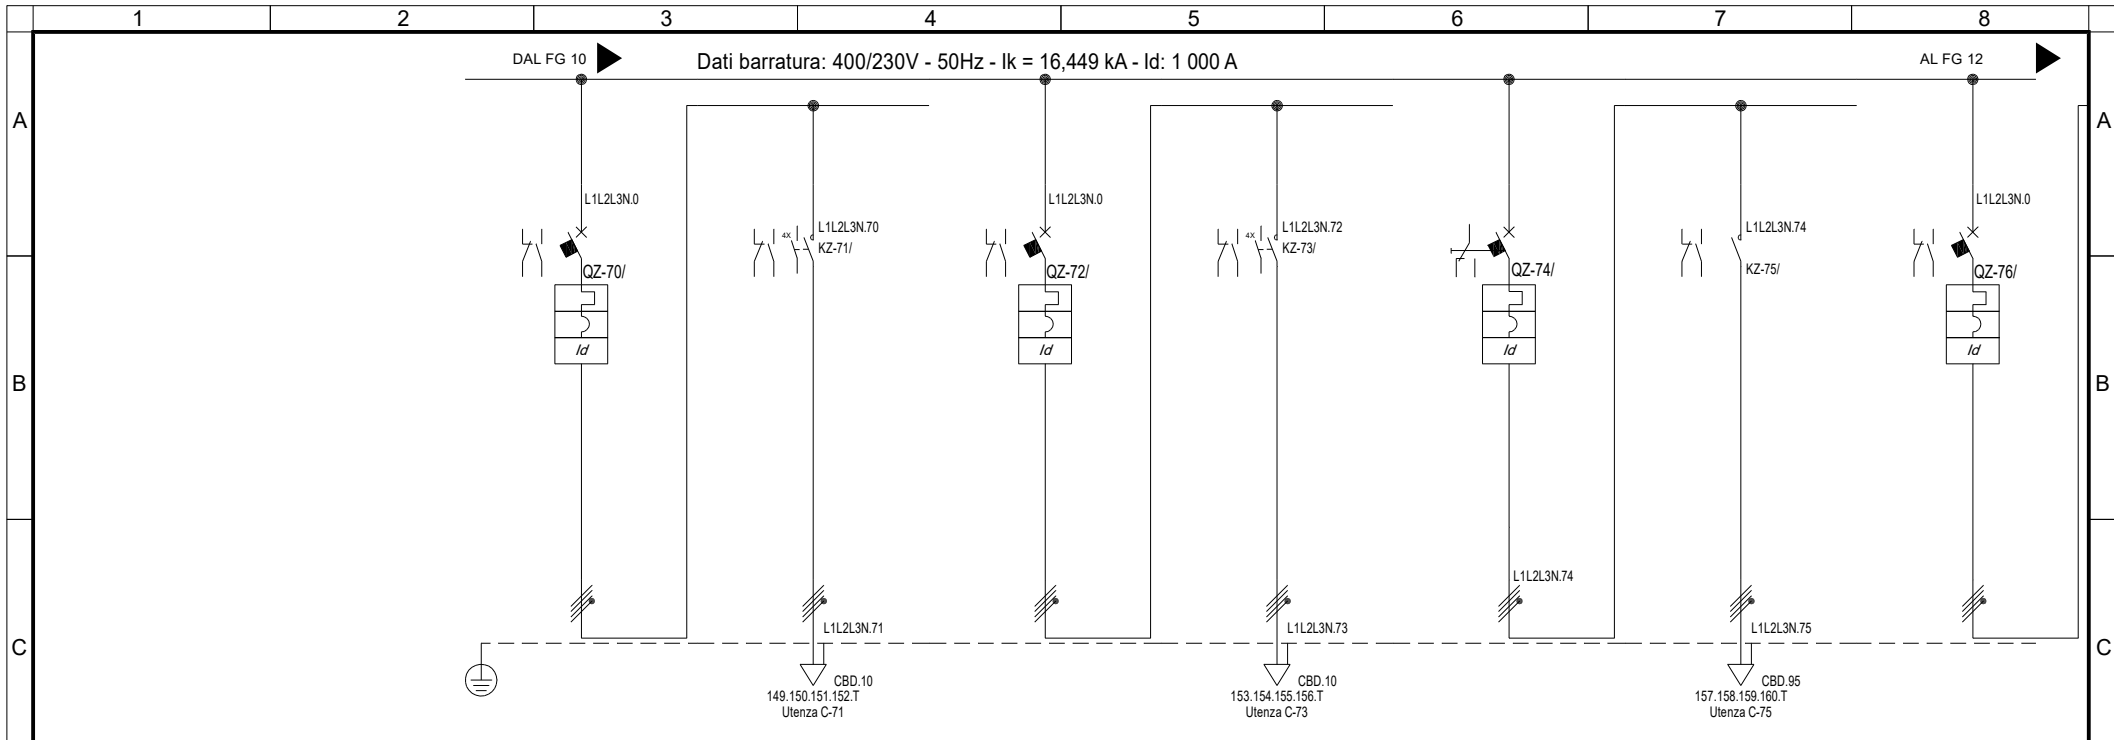 1 2 3 4 5 6 7 8
DAL FG 10
Dati barratura: 400/230V - 50Hz - Ik = 16,449 kA - Id: 1 000 A
AL FG 12
A A
L1L2L3N.0
L1L2L3N.70
L1L2L3N.0
L1L2L3N.72
L1L2L3N.74
L1L2L3N.0
4X
KZ-71/
4X
KZ-73/
QZ-70/
QZ-72/
QZ-74/
KZ-75/
QZ-76/
Id Id Id Id
B B
L1L2L3N.74
L1L2L3N.71
L1L2L3N.73
L1L2L3N.75
C C
CBD.10
149.150.151.152.T
Utenza C-71
CBD.10
153.154.155.156.T
Utenza C-73
CBD.95
157.158.159.160.T
Utenza C-75